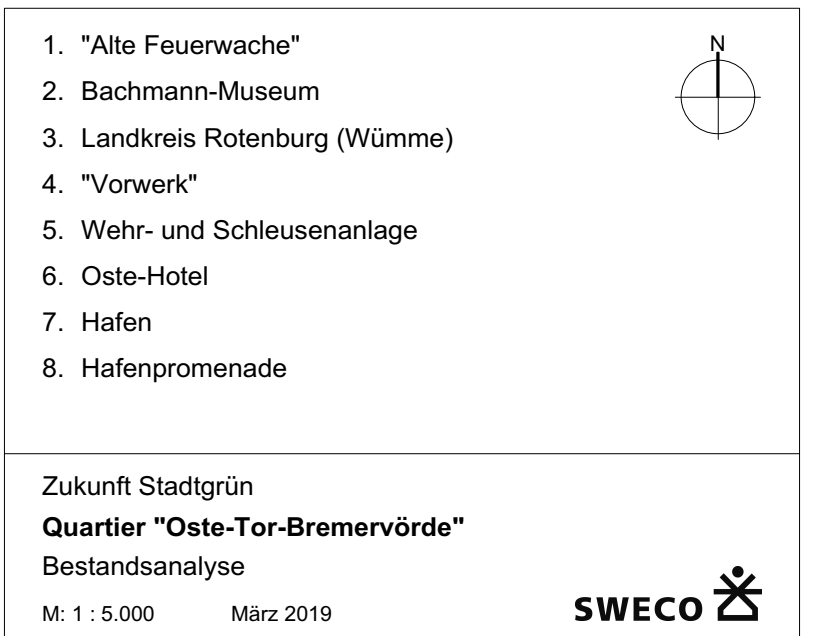 1. "Alte Feuerwache"
N
2. Bachmann-Museum
3. Landkreis Rotenburg (Wümme)
4. "Vorwerk"
5. Wehr- und Schleusenanlage
6. Oste-Hotel
7. Hafen
8. Hafenpromenade
Zukunft Stadtgrün
Quartier "Oste-Tor-Bremervörde"
Bestandsanalyse
M: 1 : 5.000 März 2019
SWECO